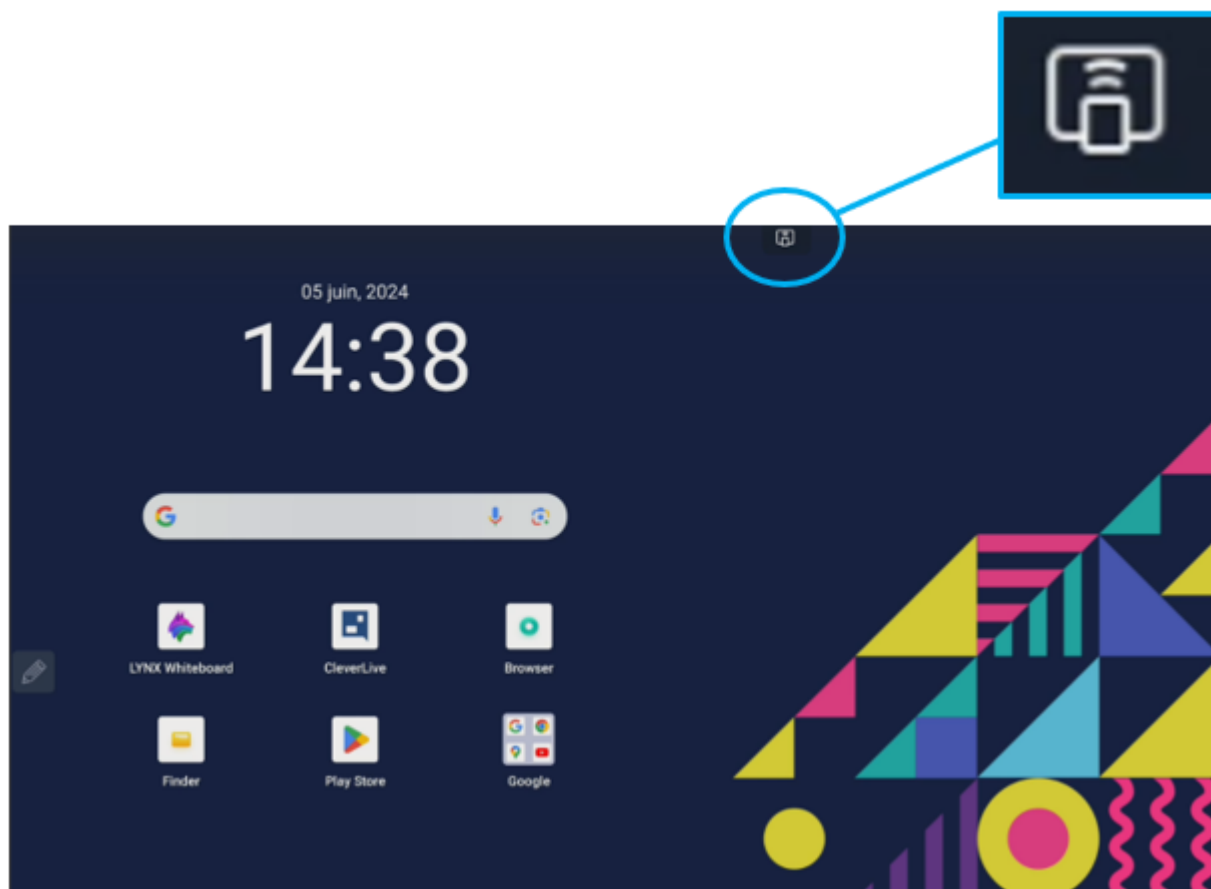 05 juin, 2024
14:38
LYNX Whiteboard
CleverLive
Browser
Finder
Play Store
Google